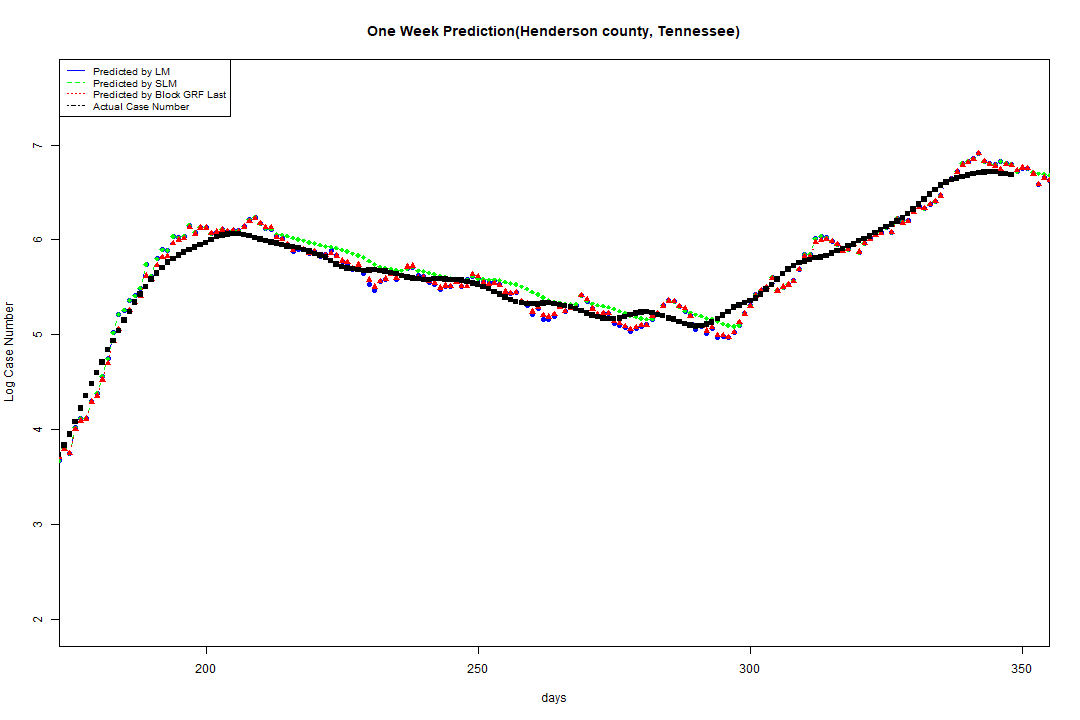 One Week Prediction(Henderson county, Tennessee)
Predicted by LM
Predicted by SLM
Predicted by Block GRF Last
Actual Case Number
7
6
5
4
3
2
Log Case Number
200 250 300 350
days